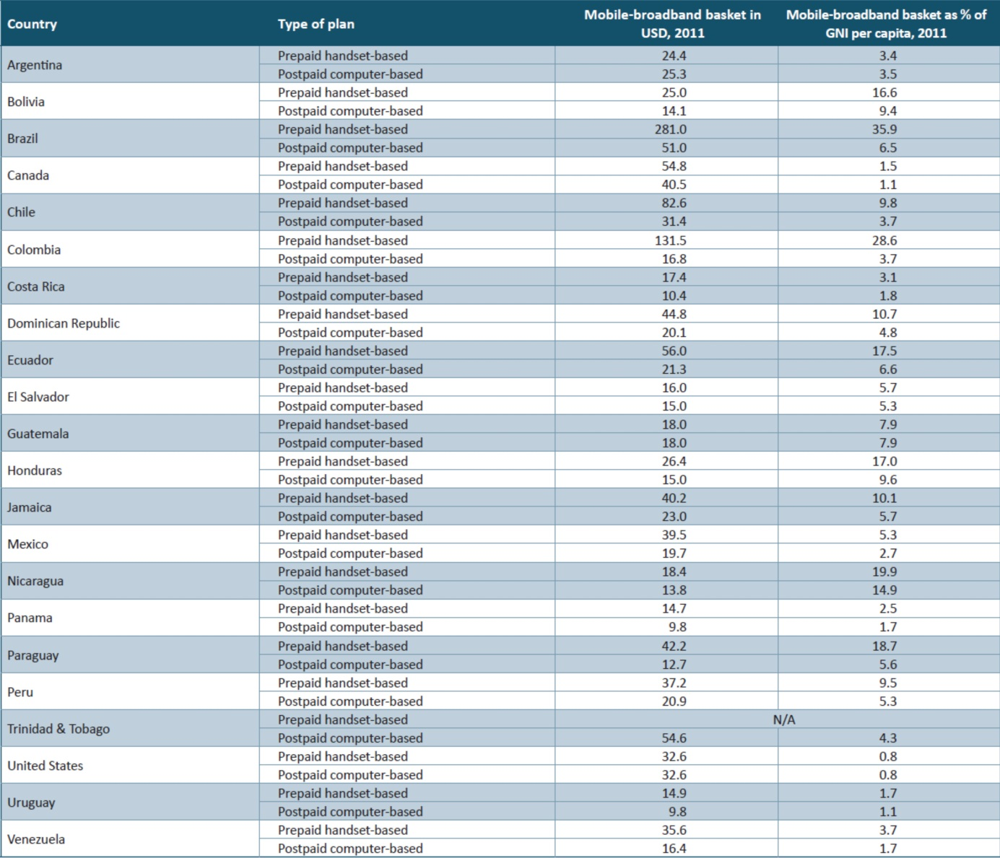 Country Type of plan Mobile-broadband basket in USD, 2011 Mobile-broadband basket as % of GNI per capita, 2011
Argentina Prepaid handset-based 24.4 3.4
Postpaid computer-based 25.3 3.5
Bolivia Prepaid handset-based 25.0 16.6
Postpaid computer-based 14.1 9.4
Brazil Prepaid handset-based 281.0 35.9
Postpaid computer-based 51.0 6.5
Canada Prepaid handset-based 54.8 1.5
Postpaid computer-based 40.5 1.1
Chile Prepaid handset-based 82.6 9.8
Postpaid computer-based 31.4 3.7
Colombia Prepaid handset-based 131.5 28.6
Postpaid computer-based 16.8 3.7
Costa Rica Prepaid handset-based 17.4 3.1
Postpaid computer-based 10.4 1.8
Dominican Republic Prepaid handset-based 44.8 10.7
Postpaid computer-based 20.1 4.8
Ecuador Prepaid handset-based 56.0 17.5
Postpaid computer-based 21.3 6.6
El Salvador Prepaid handset-based 16.0 5.7
Postpaid computer-based 15.0 5.3
Guatemala Prepaid handset-based 18.0 7.9
Postpaid computer-based 18.0 7.9
Honduras Prepaid handset-based 26.4 17.0
Postpaid computer-based 15.0 9.6
Jamaica Prepaid handset-based 40.2 10.1
Postpaid computer-based 23.0 5.7
Mexico Prepaid handset-based 39.5 5.3
Postpaid computer-based 19.7 2.7
Nicaragua Prepaid handset-based 18.4 19.9
Postpaid computer-based 13.8 14.9
Panama Prepaid handset-based 14.7 2.5
Postpaid computer-based 9.8 1.7
Paraguay Prepaid handset-based 42.2 18.7
Postpaid computer-based 12.7 5.6
Peru Prepaid handset-based 37.2 9.5
Postpaid computer-based 20.9 5.3
Trinidad & Tobago Prepaid handset-based N/A
Postpaid computer-based 54.6 4.3
United States Prepaid handset-based 32.6 0.8
Postpaid computer-based 32.6 0.8
Uruguay Prepaid handset-based 14.9 1.7
Postpaid computer-based 9.8 1.1
Venezuela Prepaid handset-based 35.6 3.7
Postpaid computer-based 16.4 1.7